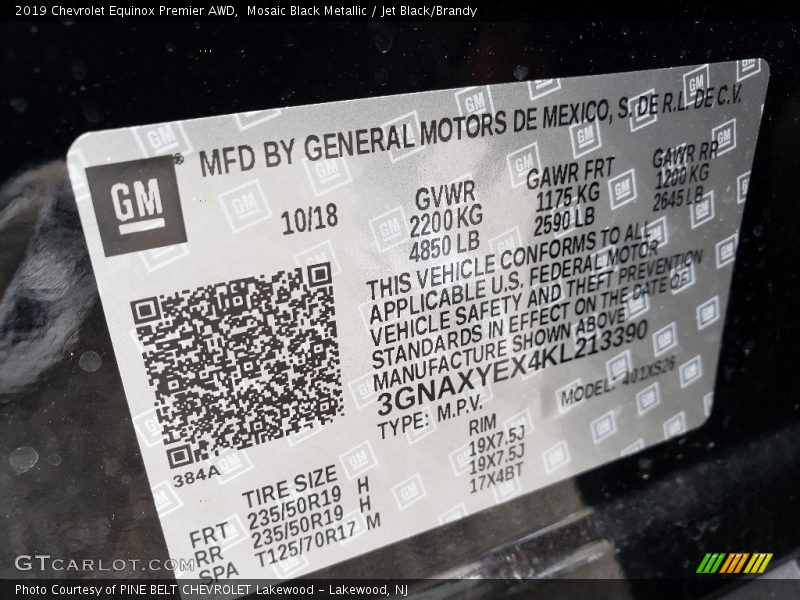 2019 Chevrolet Equinox Premier AWD,  Mosaic Black Metallic / Jet Black/Brandy
MFD BY GENERAL MOTORS DE MEXICO, S. DE R.L. DE C.V.
GM
10/18
GVWR
2200 KG
4850 LB
GAWR FRT
1175 KG
2590 LB
GAWR RR
1200 KG
2645 LB
THIS VEHICLE CONFORMS TO ALL
APPLICABLE U.S. FEDERAL MOTOR
VEHICLE SAFETY AND THEFT PREVENTION
STANDARDS IN EFFECT ON THE DATE OF
MANUFACTURE SHOWN ABOVE
3GNAXYEX4KL213390
TYPE: M.P.V.
MODEL: 401XS26
384A
TIRE SIZE
RIM
FRT 235/50R19 H 19X7.5J
RR 235/50R19 H 19X7.5J
SPA T125/70R17 M 17X4BT
GTCARLOT.COM
Photo Courtesy of PINE BELT CHEVROLET Lakewood - Lakewood, NJ